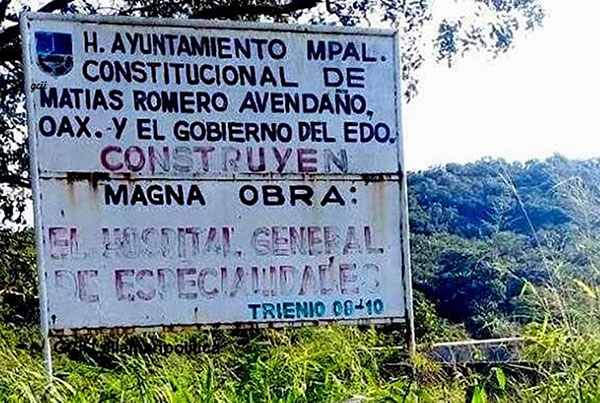 H. AYUNTAMIENTO MPAL.
CONSTITUCIONAL DE
MATIAS ROMERO AVENDAÑO,
OAX. Y EL GOBIERNO DEL EDO.
CONSTRUYEN
MAGNA OBRA:
EL HOSPITAL GENERAL
DE ESPECIALIDADES
TRIENIO 08-10